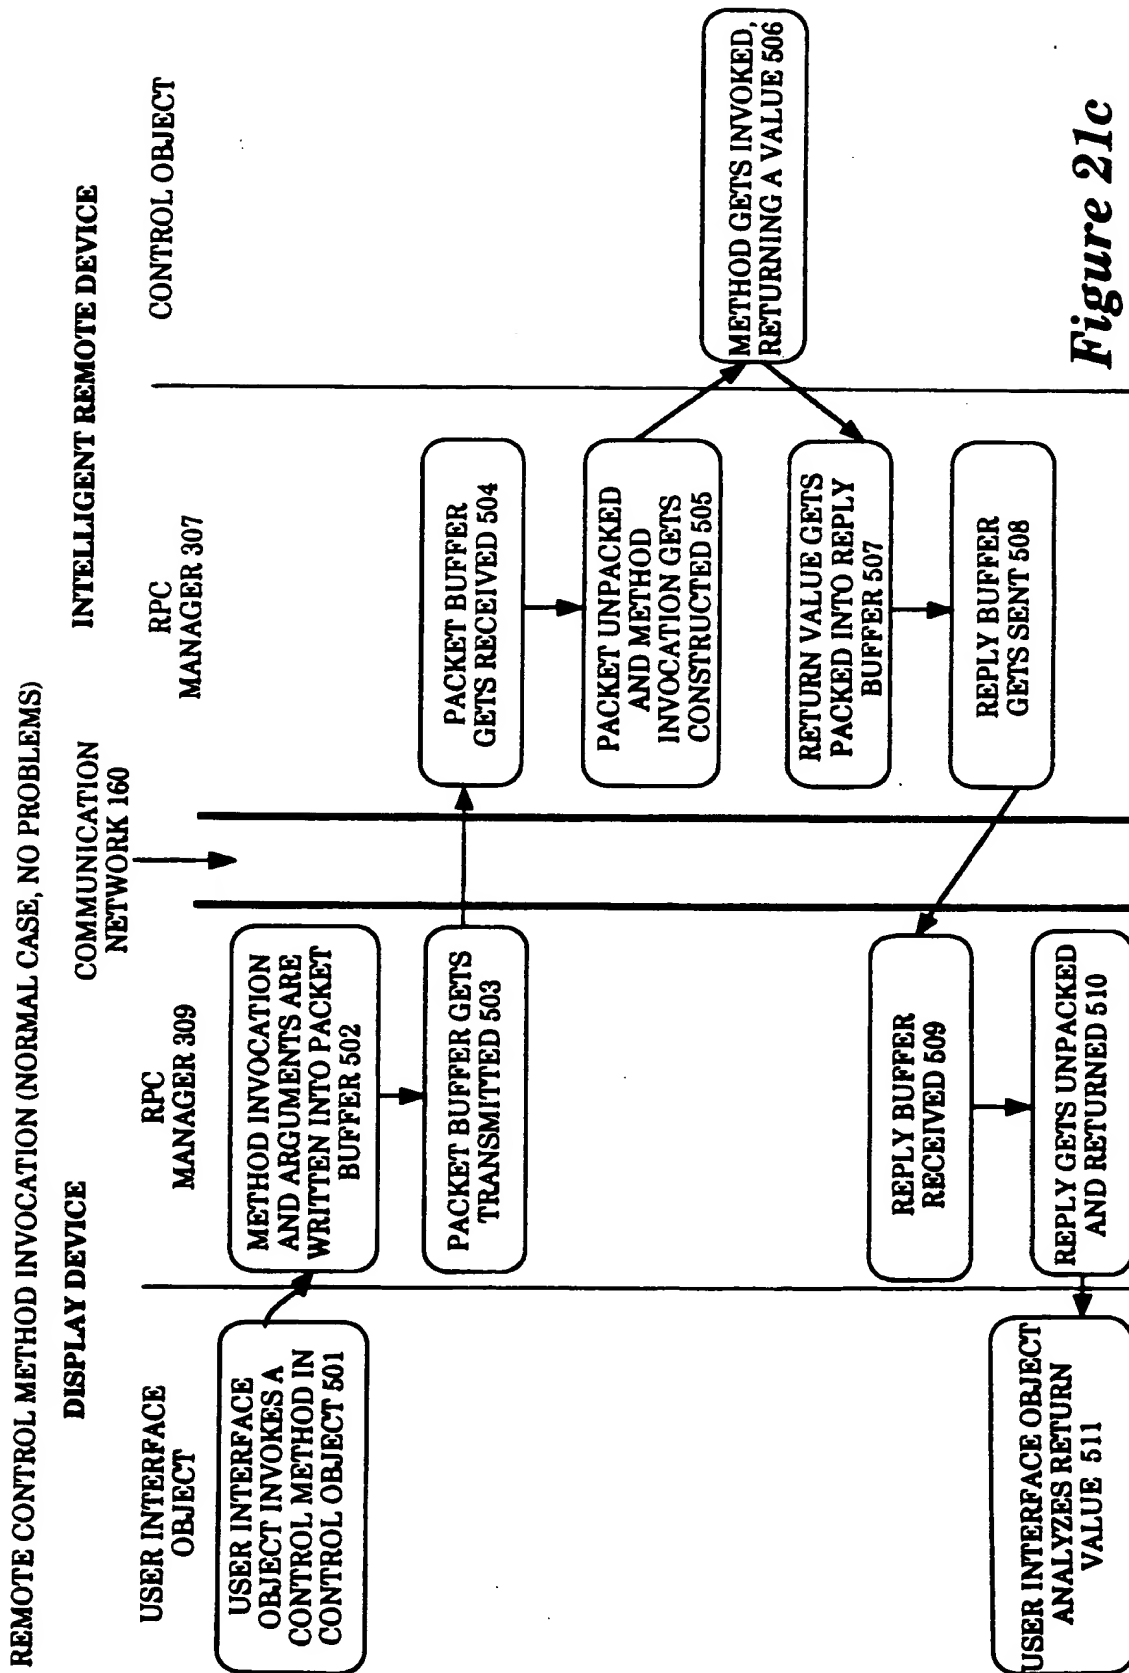 REMOTE CONTROL METHOD INVOCATION (NORMAL CASE, NO PROBLEMS)
DISPLAY DEVICE
COMMUNICATION
NETWORK 160
INTELLIGENT REMOTE DEVICE
USER INTERFACE
OBJECT
RPC
MANAGER 309
RPC
MANAGER 307
CONTROL OBJECT
USER INTERFACE
OBJECT INVOKES A
CONTROL METHOD IN
CONTROL OBJECT 501
METHOD INVOCATION
AND ARGUMENTS ARE
WRITTEN INTO PACKET
BUFFER 502
PACKET BUFFER GETS
TRANSMITTED 503
PACKET BUFFER
GETS RECEIVED 504
PACKET UNPACKED
AND METHOD
INVOCATION GETS
CONSTRUCTED 505
METHOD GETS INVOKED,
RETURNING A VALUE 506
RETURN VALUE GETS
PACKED INTO REPLY
BUFFER 507
REPLY BUFFER
GETS SENT 508
REPLY BUFFER
RECEIVED 509
REPLY GETS UNPACKED
AND RETURNED 510
USER INTERFACE OBJECT
ANALYZES RETURN
VALUE 511
Figure 21c